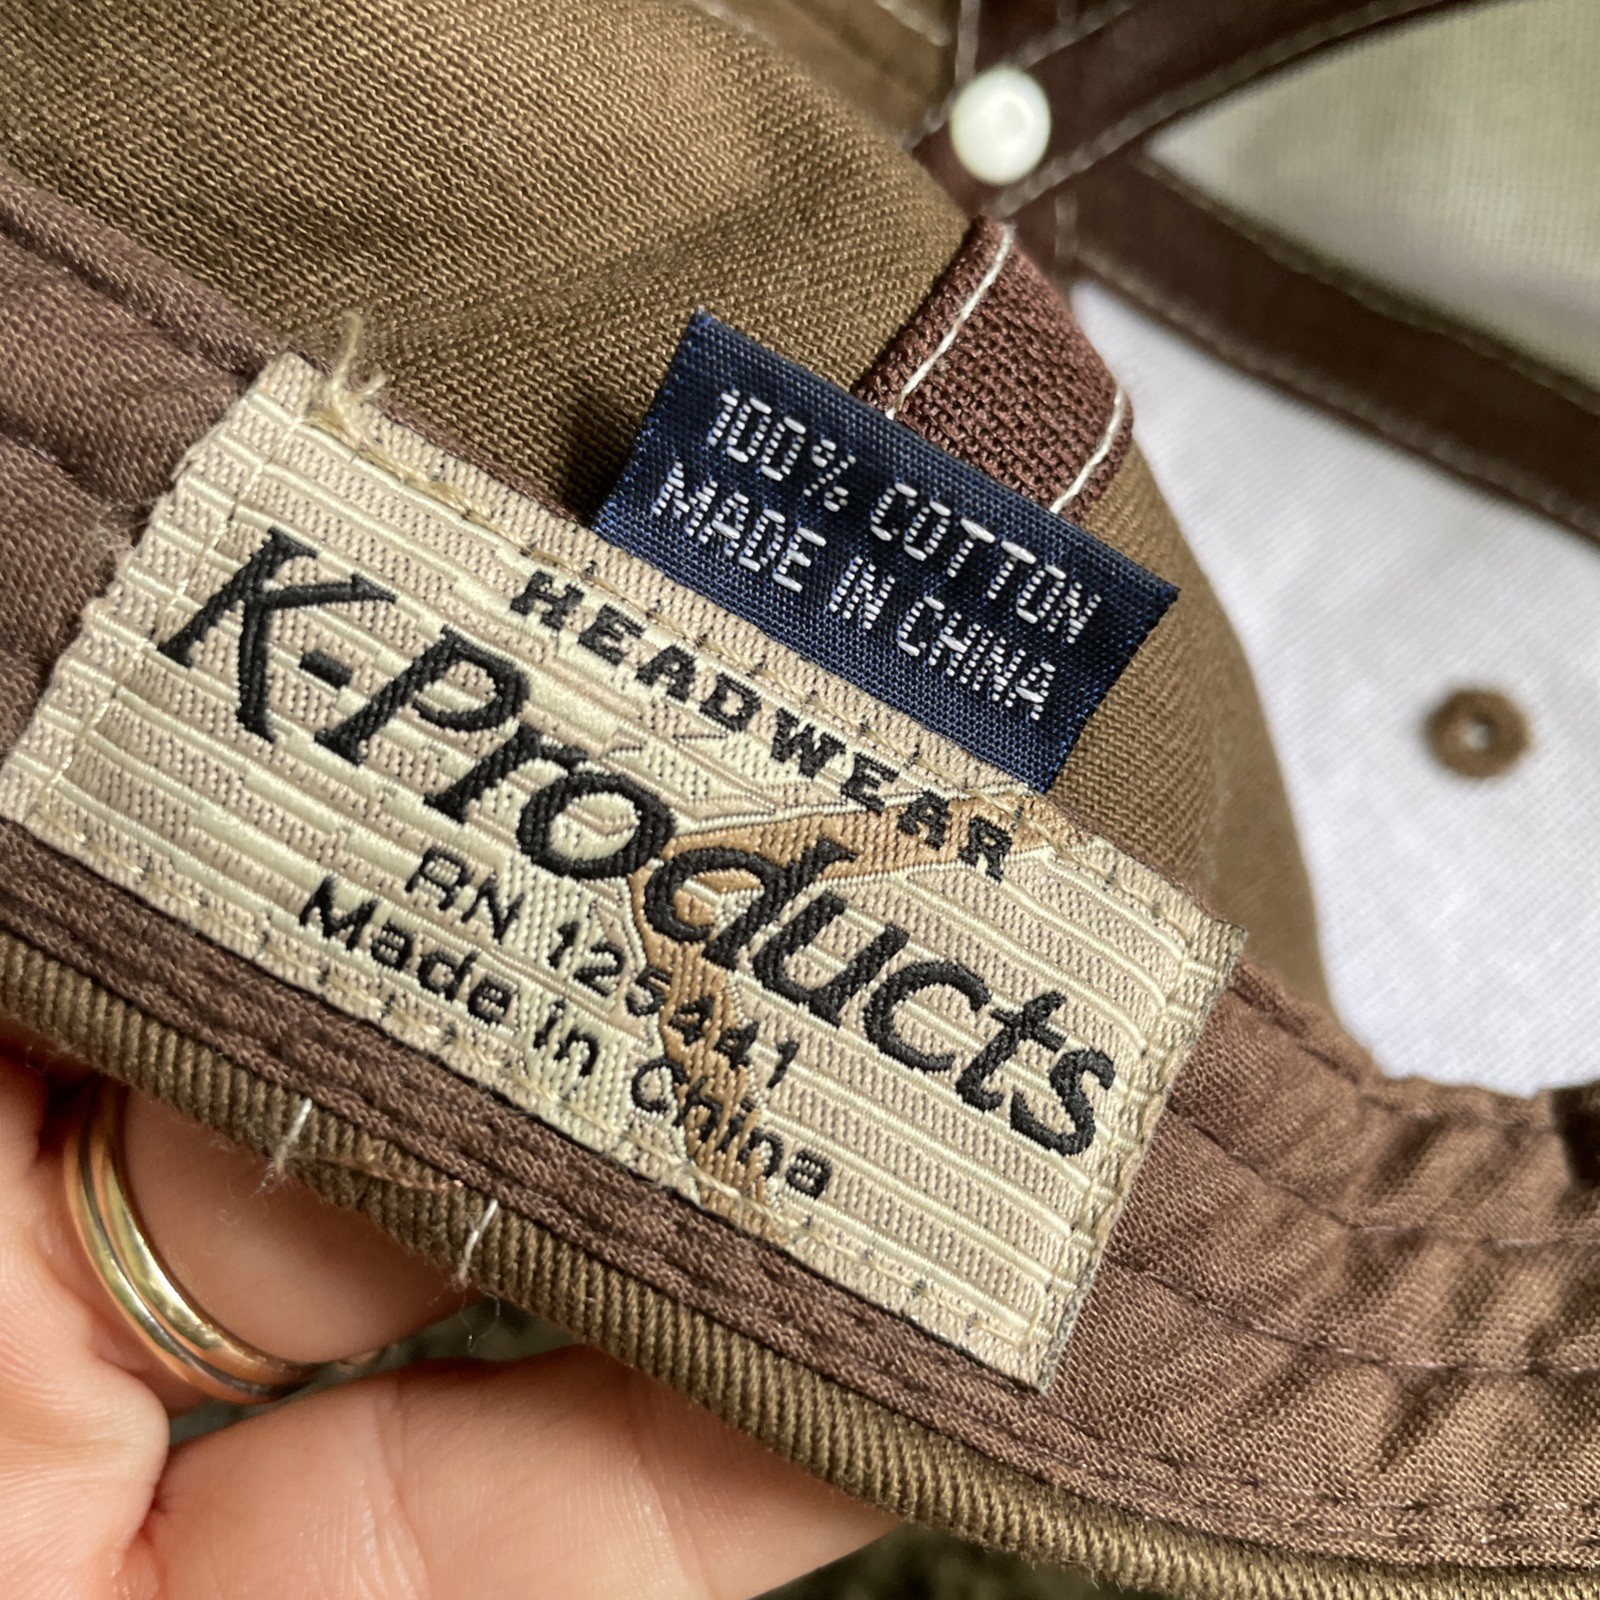 100% COTTON
MADE IN CHINA
HEADWEAR
K-Products
RN 125441
Made in China